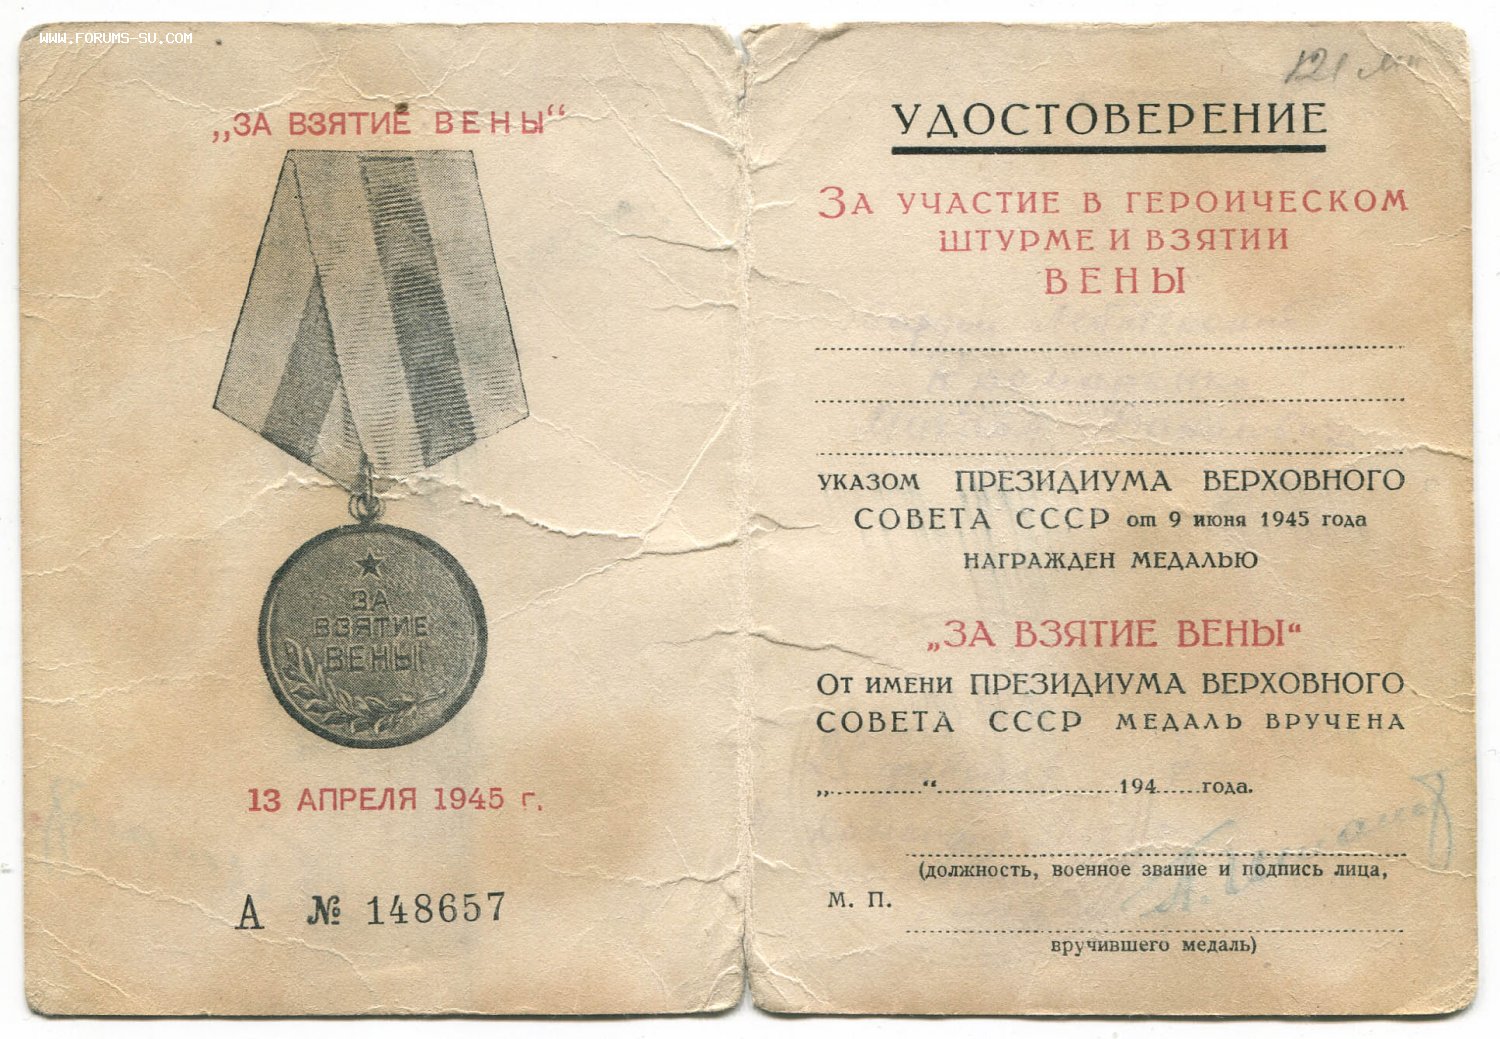 WWW.FORUMS-SU.COM
„ЗА ВЗЯТИЕ ВЕНЫ“
ЗА
ВЗЯТИЕ
ВЕНЫ
13 АПРЕЛЯ 1945 г.
А № 148657
121
УДОСТОВЕРЕНИЕ
ЗА УЧАСТИЕ В ГЕРОИЧЕСКОМ
ШТУРМЕ И ВЗЯТИИ
ВЕНЫ
УКАЗОМ ПРЕЗИДИУМА ВЕРХОВНОГО
СОВЕТА СССР от 9 июня 1945 года
НАГРАЖДЕН МЕДАЛЬЮ
„ЗА ВЗЯТИЕ ВЕНЫ“
ОТ ИМЕНИ ПРЕЗИДИУМА ВЕРХОВНОГО
СОВЕТА СССР МЕДАЛЬ ВРУЧЕНА
„..........“....................194......года.
(должность, военное звание и подпись лица,
М. П.
вручившего медаль)